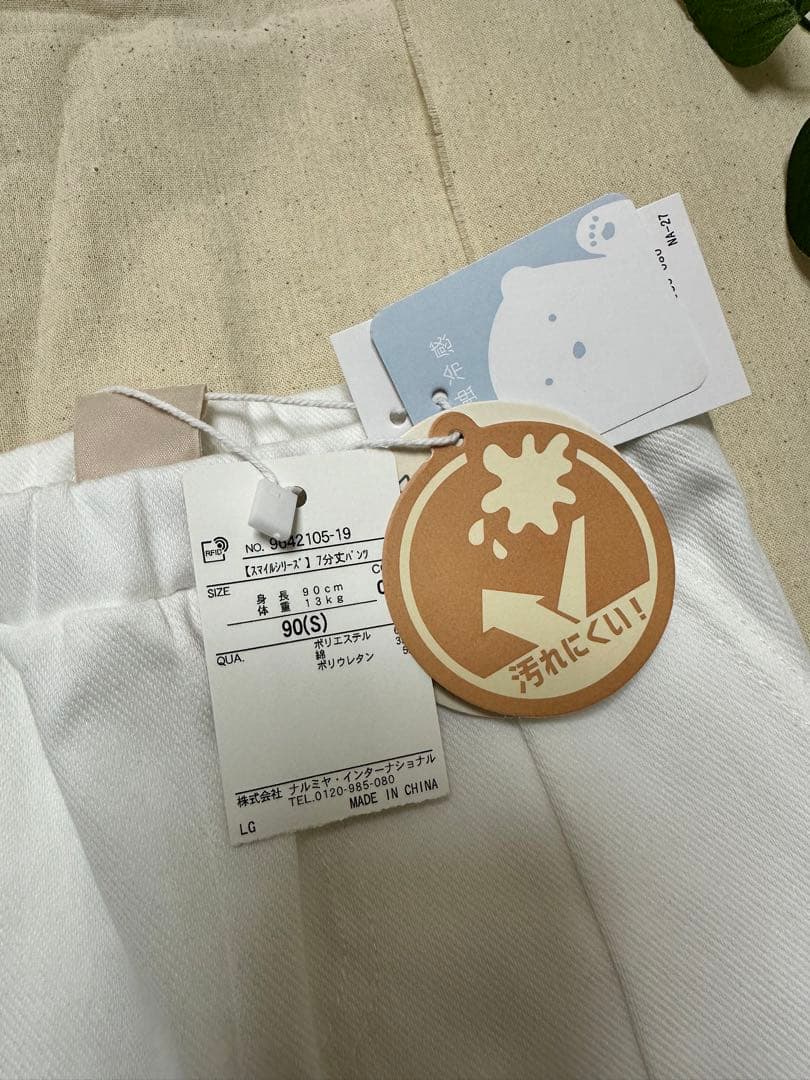 NA-27
冷感
RFID
NO. 9642105-19
【スマイルシリーズ】7分丈パンツ
SIZE
身長 90cm
体重 13kg
90(S)
QUA.
ポリエステル
綿
ポリウレタン
株式会社 ナルミヤ・インターナショナル
TEL.0120-985-080
MADE IN CHINA
LG
汚れにくい!